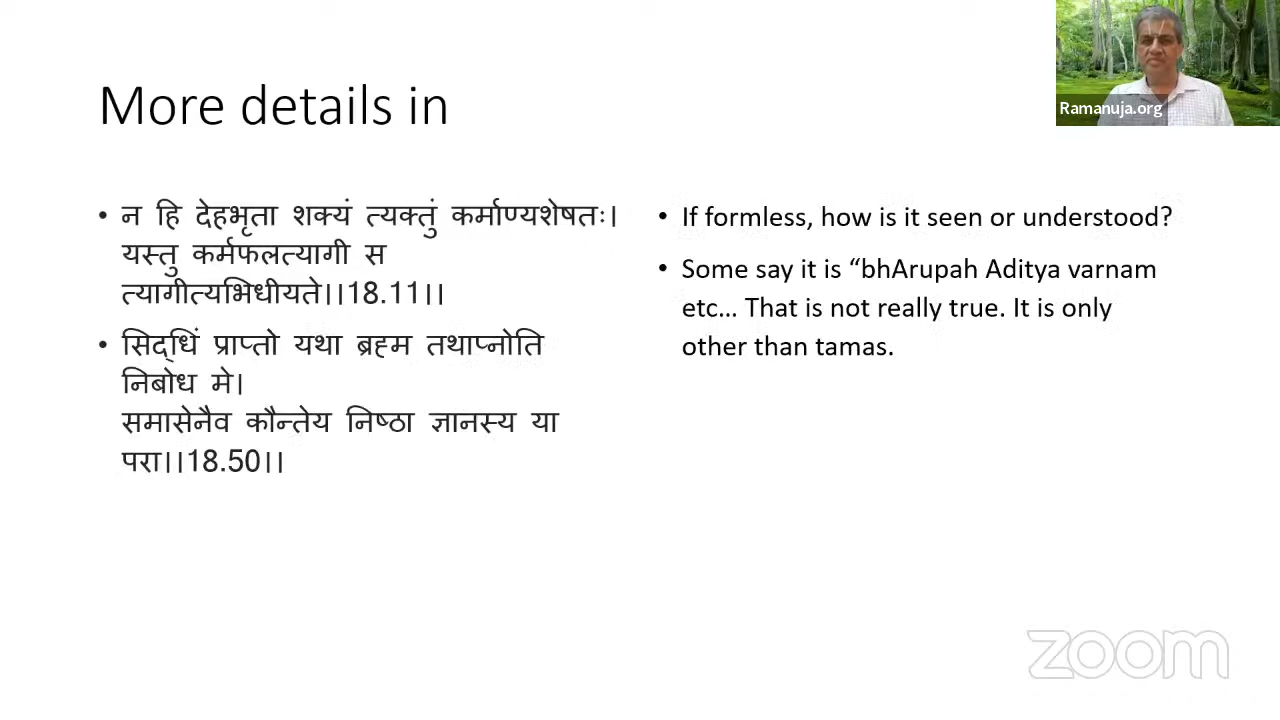 More details in
• न हि देहभृता शक्यं त्यक्तुं कर्माण्यशेषतः।
यस्तु कर्मफलत्यागी स
त्यागीत्यभिधीयते।।18.11।।
• सिद्धिं प्राप्तो यथा ब्रह्म तथाप्नोति
निबोध मे।
समासेनैव कौन्तेय निष्ठा ज्ञानस्य या
परा।।18.50।।
• If formless, how is it seen or understood?
• Some say it is “bhArupah Aditya varnam
etc… That is not really true. It is only
other than tamas.
Ramanuja.org
zoom